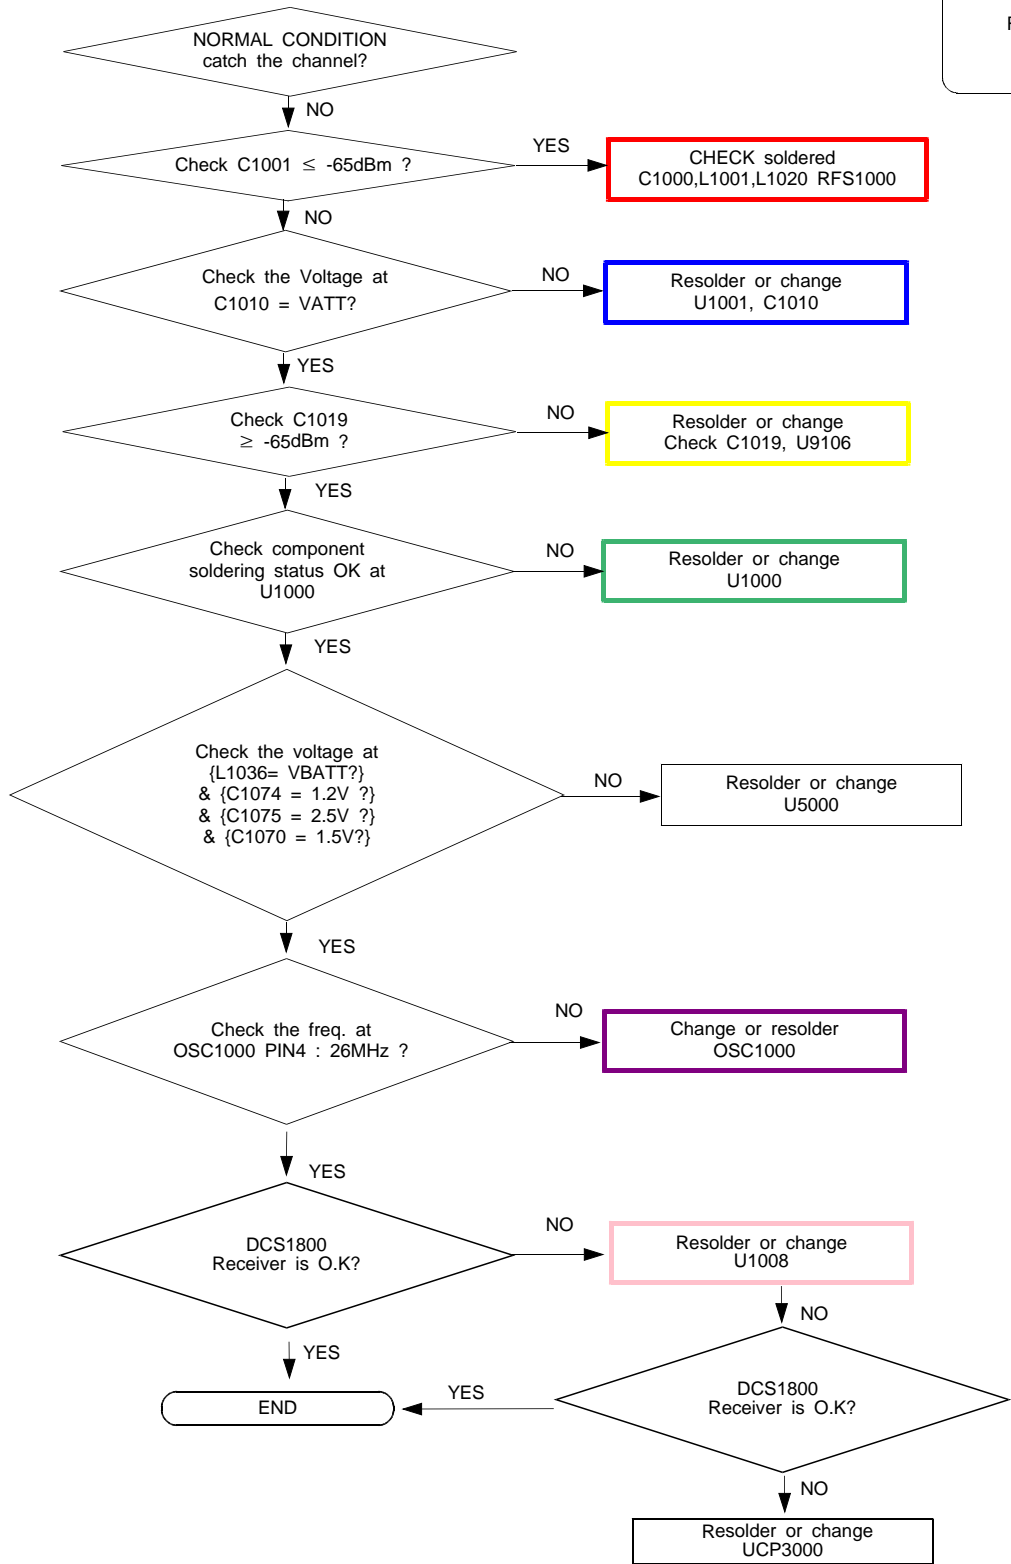 R
NORMAL CONDITION
catch the channel?
NO
Check C1001 ≤ -65dBm ?
YES
CHECK soldered
C1000,L1001,L1020 RFS1000
NO
Check the Voltage at
C1010 = VATT?
NO
Resolder or change
U1001, C1010
YES
Check C1019
≥ -65dBm ?
NO
Resolder or change
Check C1019, U9106
YES
Check component
soldering status OK at
U1000
NO
Resolder or change
U1000
YES
Check the voltage at
{L1036= VBATT?}
& {C1074 = 1.2V ?}
& {C1075 = 2.5V ?}
& {C1070 = 1.5V?}
NO
Resolder or change
U5000
YES
Check the freq. at
OSC1000 PIN4 : 26MHz ?
NO
Change or resolder
OSC1000
YES
DCS1800
Receiver is O.K?
NO
Resolder or change
U1008
NO
YES
DCS1800
Receiver is O.K?
YES
END
NO
Resolder or change
UCP3000